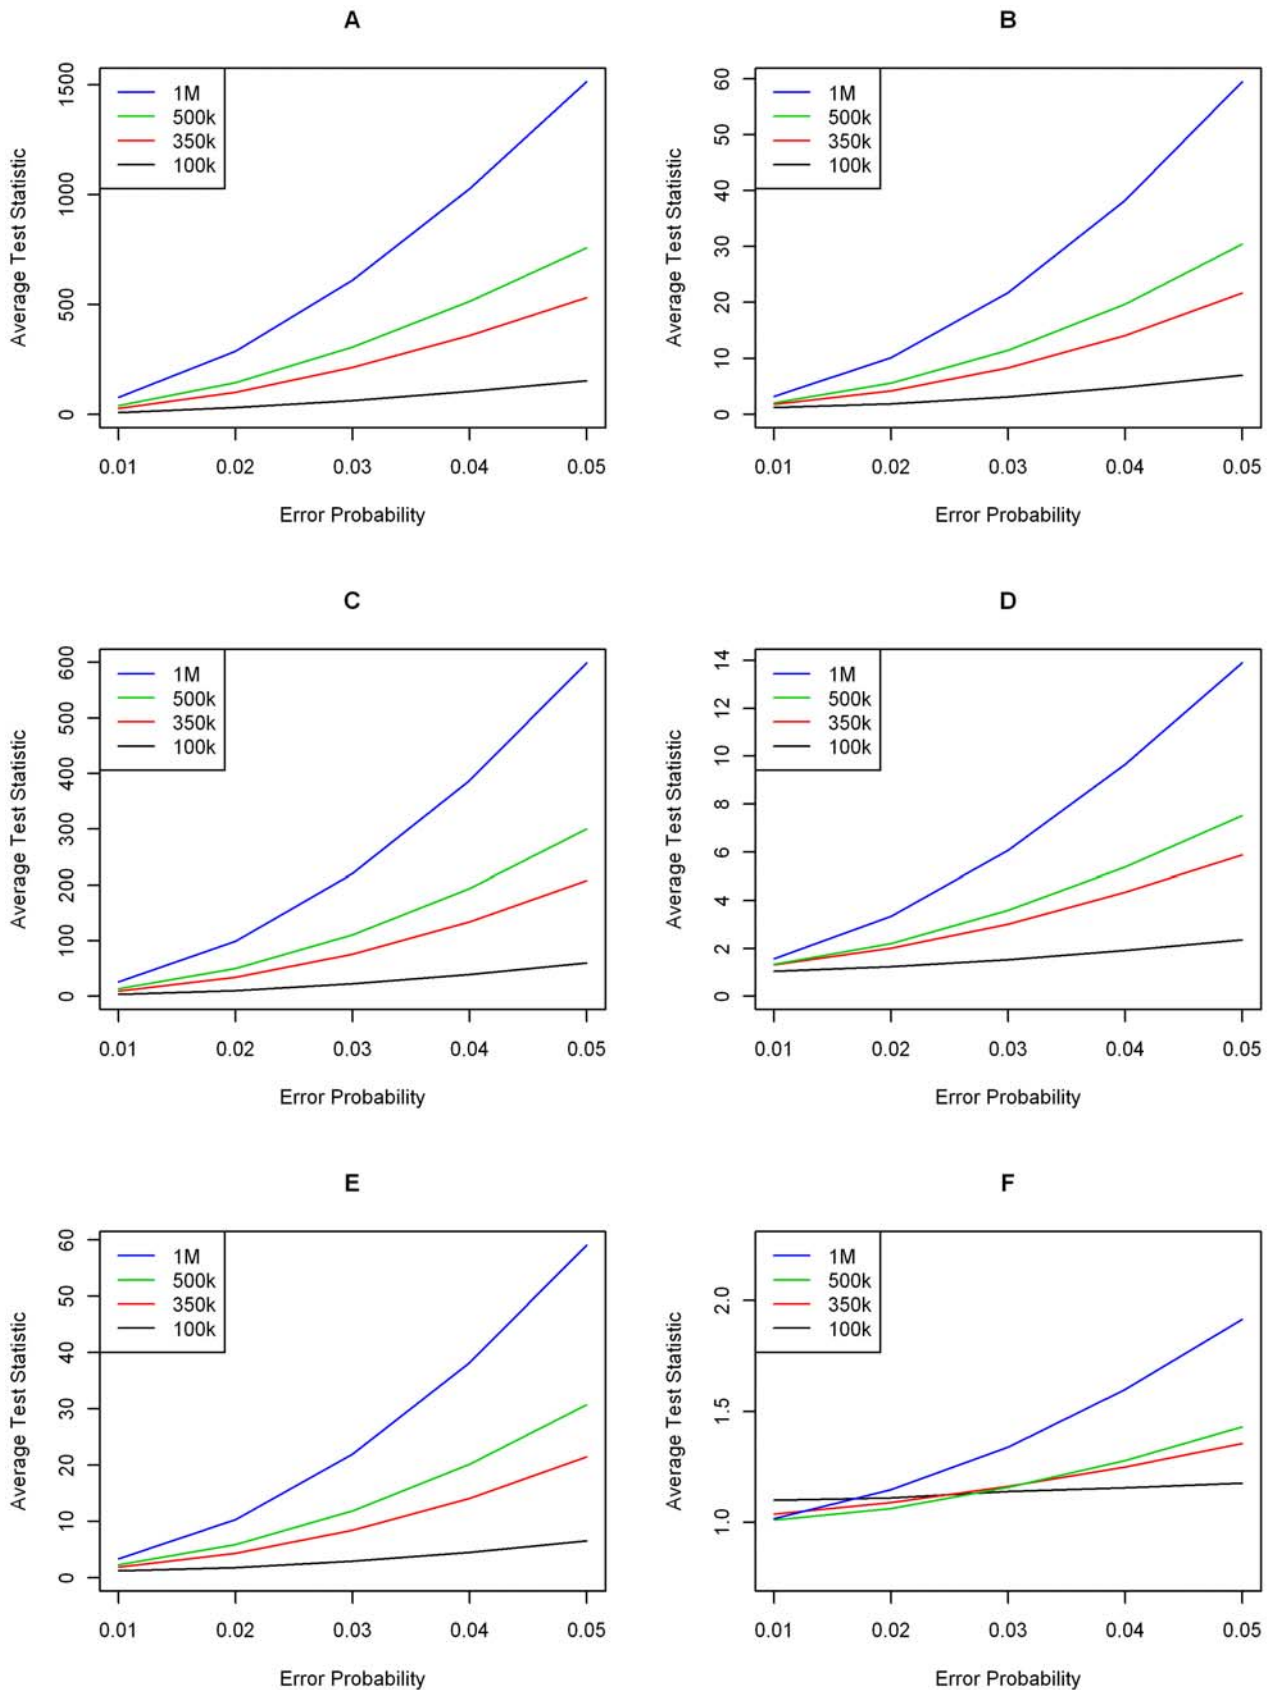 A
1M
500k
350k
100k
Average Test Statistic
0 500 1000 1500
0.01 0.02 0.03 0.04 0.05
Error Probability
B
1M
500k
350k
100k
Average Test Statistic
0 10 20 30 40 50 60
0.01 0.02 0.03 0.04 0.05
Error Probability
C
1M
500k
350k
100k
Average Test Statistic
0 100 200 300 400 500 600
0.01 0.02 0.03 0.04 0.05
Error Probability
D
1M
500k
350k
100k
Average Test Statistic
0 2 4 6 8 10 12 14
0.01 0.02 0.03 0.04 0.05
Error Probability
E
1M
500k
350k
100k
Average Test Statistic
0 10 20 30 40 50 60
0.01 0.02 0.03 0.04 0.05
Error Probability
F
1M
500k
350k
100k
Average Test Statistic
1.0 1.5 2.0
0.01 0.02 0.03 0.04 0.05
Error Probability